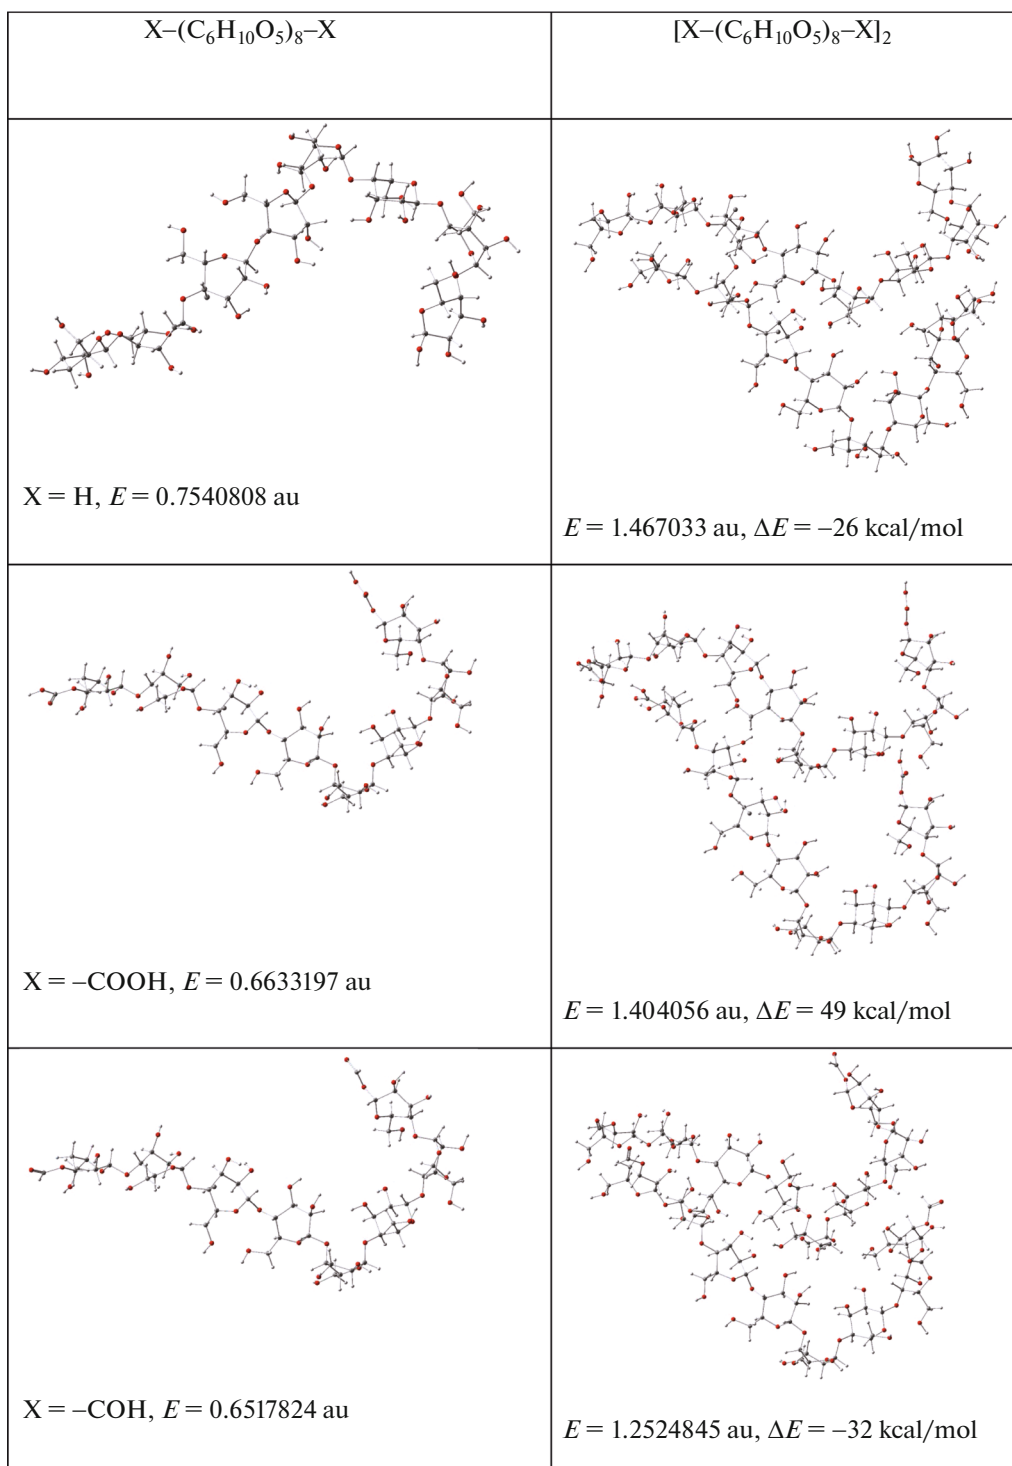 X–(C₆H₁₀O₅)₈–X
[X–(C₆H₁₀O₅)₈–X]₂
X = H, E = 0.7540808 au
E = 1.467033 au, ΔE = –26 kcal/mol
X = –COOH, E = 0.6633197 au
E = 1.404056 au, ΔE = 49 kcal/mol
X = –COH, E = 0.6517824 au
E = 1.2524845 au, ΔE = –32 kcal/mol